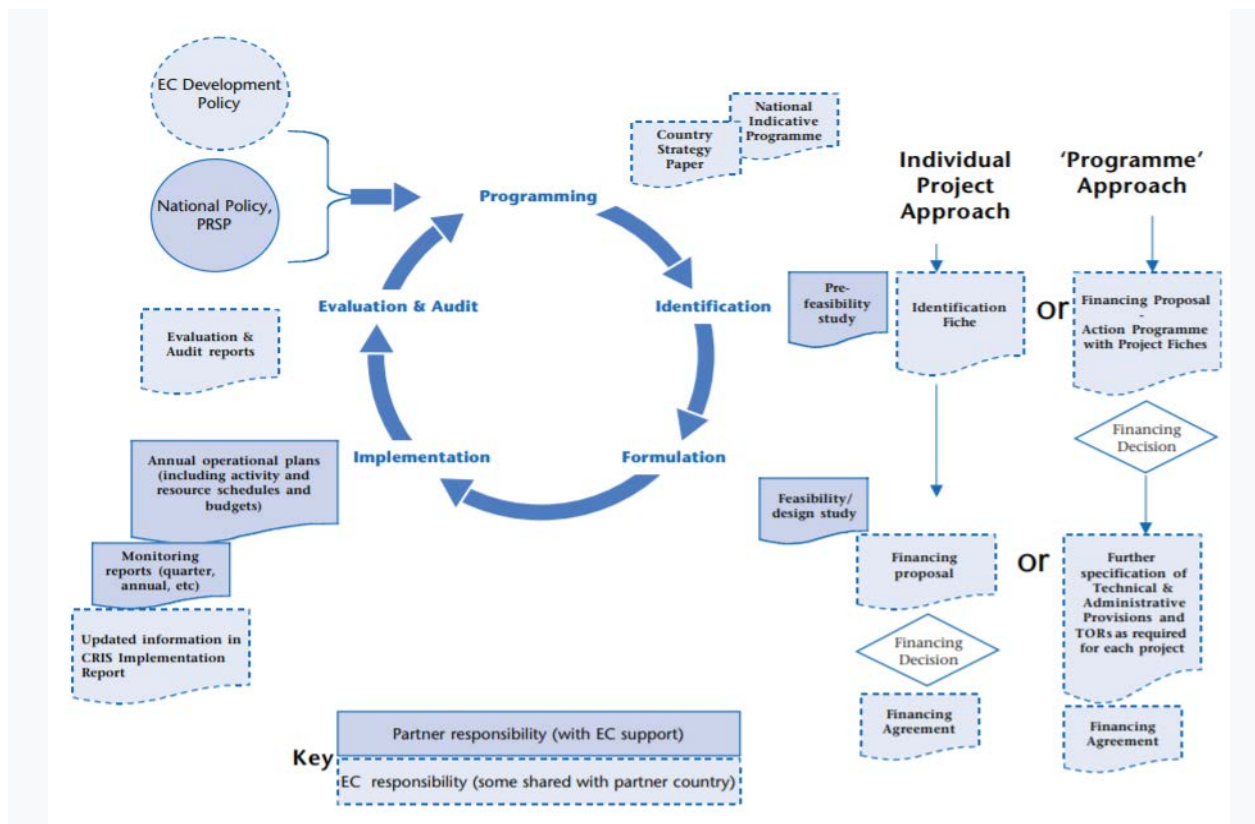 EC Development
Policy
National Policy,
PRSP
National
Indicative
Programme
Country
Strategy
Paper
Programming
Identification
Formulation
Implementation
Evaluation & Audit
Evaluation &
Audit reports
Annual operational plans
(including activity and
resource schedules and
budgets)
Monitoring
reports (quarter,
annual, etc)
Updated information in
CRIS Implementation
Report
Individual
Project
Approach
'Programme'
Approach
Pre-
feasibility
study
Identification
Fiche
or
Financing Proposal
-
Action Programme
with Project Fiches
Financing
Decision
Feasibility/
design study
Financing
proposal
or
Further
specification of
Technical &
Administrative
Provisions and
TORs as required
for each project
Financing
Decision
Financing
Agreement
Financing
Agreement
Key
Partner responsibility (with EC support)
EC responsibility (some shared with partner country)